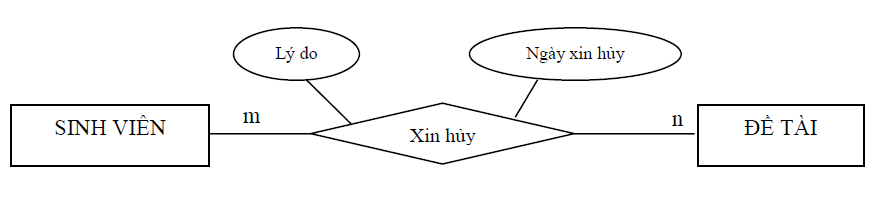 Lý do
Ngày xin hủy
SINH VIÊN
m
Xin hủy
n
ĐỀ TÀI